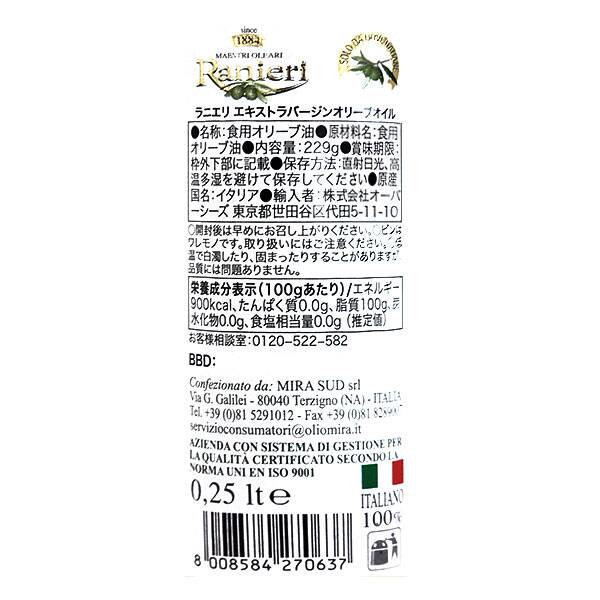 since
1884
MAESTRI OLEARI
Ranieri
SOLO DA
ラニエリ エキストラバージンオリーブオイル
●名称:食用オリーブ油●原材料名:食用
オリーブ油●内容量:229g●賞味期限:
枠外下部に記載●保存方法:直射日光、高
温多湿を避けて保存してください●原産
国名:イタリア●輸入者:株式会社オーバ
ーシーズ 東京都世田谷区代田5-11-10
○開封後は早めにお召し上がりください。○ビンは
ワレモノです。取り扱いにはご注意ください。○低
温で白濁したり、固まったりすることがありますが、
品質には問題ありません。
栄養成分表示(100gあたり)/エネルギー
900kcal、たんぱく質0.0g、脂質100g、炭
水化物0.0g、食塩相当量0.0g(推定値)
お客様相談室:0120-522-582
BBD:
Confezionato da: MIRA SUD srl
Via G. Galilei - 80040 Terzigno (NA) - ITALIA
Tel. +39 (0)81 5291012 - Fax +39 (0)81
servizioconsumatori@oliomira.it
AZIENDA CON SISTEMA DI GESTIONE PER
LA QUALITÀ CERTIFICATO SECONDO LA
NORMA UNI EN ISO 9001
0,25 lt e
ITALIANO
100%
8 008584 270637